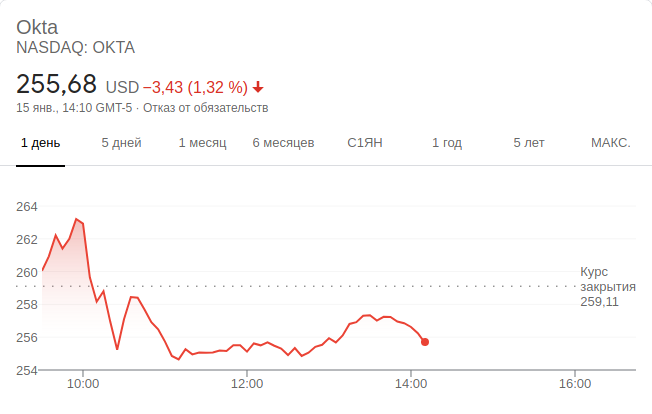 Okta
NASDAQ: OKTA
255,68 USD −3,43 (1,32 %)
15 янв., 14:10 GMT-5 · Отказ от обязательств
1 день 5 дней 1 месяц 6 месяцев С1ЯН 1 год 5 лет МАКС.
264
262
260
258
256
254
Курс
закрытия
259,11
10:00 12:00 14:00 16:00